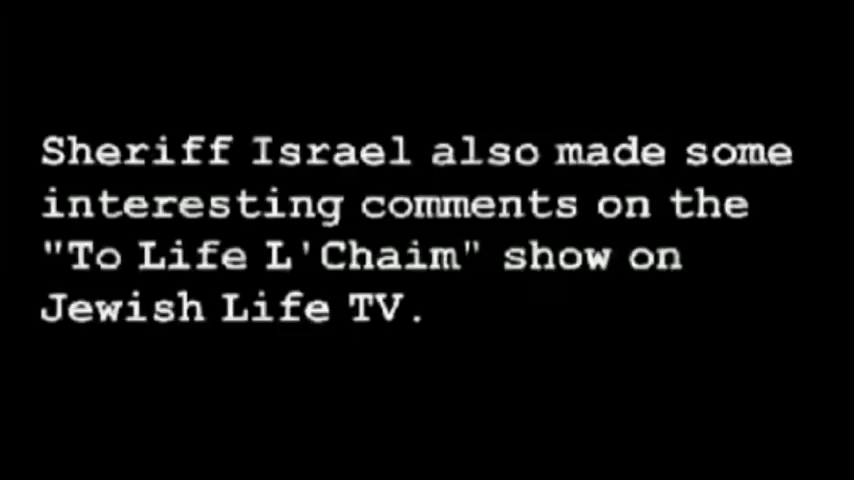 Sheriff Israel also made some
interesting comments on the
"To Life L'Chaim" show on
Jewish Life TV.